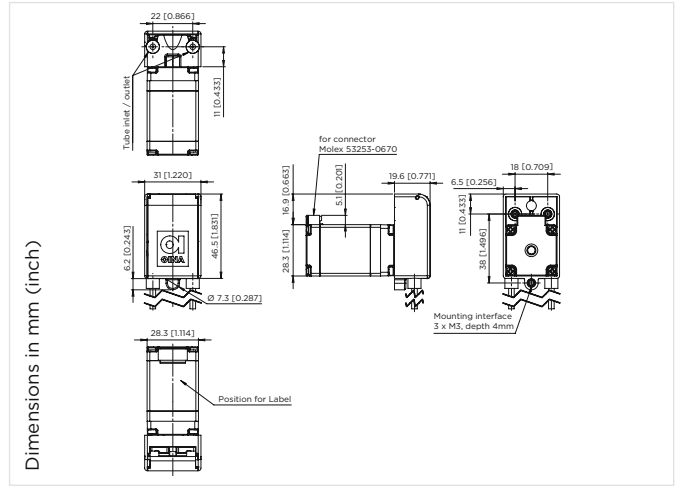 Dimensions in mm (inch)
22 [0.866]
Tube inlet / outlet
11 [0.433]
31 [1.220]
6.2 [0.243]
46.5 [1.831]
Ø 7.3 [0.287]
28.3 [1.114]
Position for Label
for connector
Molex 53253-0670
16.9 [0.663]
5.1 [0.201]
19.6 [0.771]
28.3 [1.114]
18 [0.709]
6.5 [0.256]
11 [0.433]
38 [1.496]
Mounting interface
3 x M3, depth 4mm